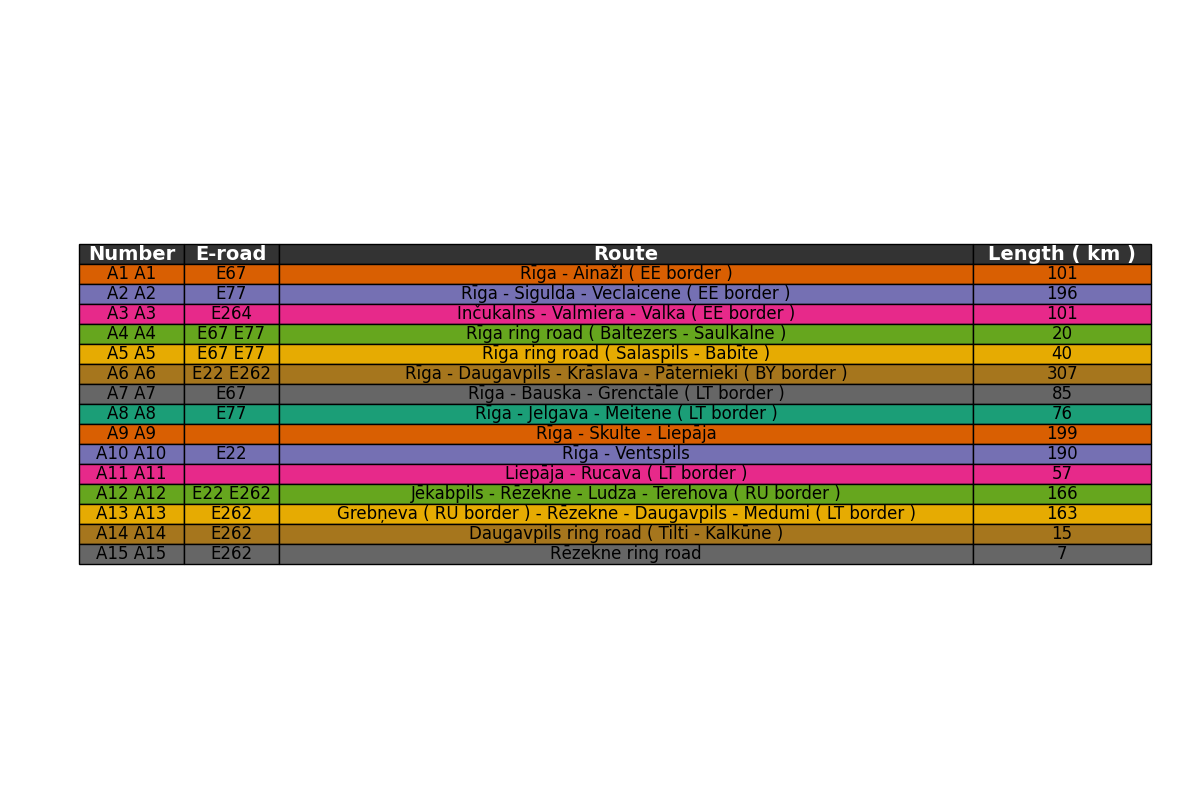 Number E-road Route Length ( km )
A1 A1 E67 Rīga - Ainaži ( EE border ) 101
A2 A2 E77 Rīga - Sigulda - Veclaicene ( EE border ) 196
A3 A3 E264 Inčukalns - Valmiera - Valka ( EE border ) 101
A4 A4 E67 E77 Rīga ring road ( Baltezers - Saulkalne ) 20
A5 A5 E67 E77 Rīga ring road ( Salaspils - Babīte ) 40
A6 A6 E22 E262 Rīga - Daugavpils - Krāslava - Pāternieki ( BY border ) 307
A7 A7 E67 Rīga - Bauska - Grenctāle ( LT border ) 85
A8 A8 E77 Rīga - Jelgava - Meitene ( LT border ) 76
A9 A9 Rīga - Skulte - Liepāja 199
A10 A10 E22 Rīga - Ventspils 190
A11 A11 Liepāja - Rucava ( LT border ) 57
A12 A12 E22 E262 Jēkabpils - Rēzekne - Ludza - Terehova ( RU border ) 166
A13 A13 E262 Grebņeva ( RU border ) - Rēzekne - Daugavpils - Medumi ( LT border ) 163
A14 A14 E262 Daugavpils ring road ( Tilti - Kalkūne ) 15
A15 A15 E262 Rēzekne ring road 7